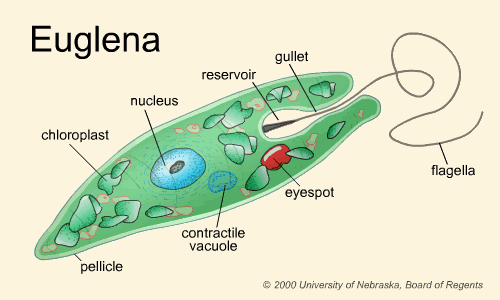 Euglena
gullet
reservoir
nucleus
chloroplast
flagella
eyespot
contractile
vacuole
pellicle
© 2000 University of Nebraska, Board of Regents